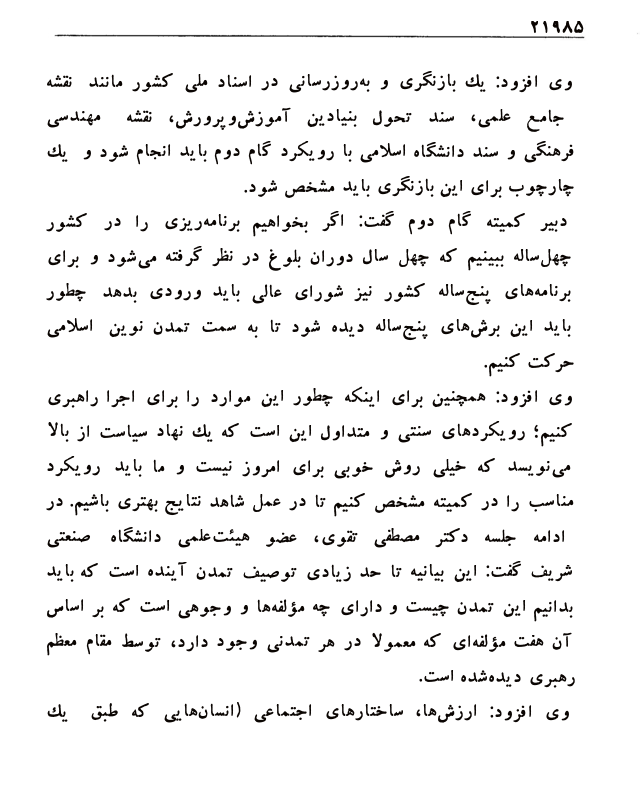 ۲۱۹۸۵
وی افزود: یك بازنگری و به‌روزرسانی در اسناد ملی کشور مانند نقشه
جامع علمی، سند تحول بنیادین آموزش‌وپرورش، نقشه مهندسی
فرهنگی و سند دانشگاه اسلامی با رویکرد گام دوم باید انجام شود و یك
چارچوب برای این بازنگری باید مشخص شود.
دبیر کمیته گام دوم گفت: اگر بخواهیم برنامه‌ریزی را در کشور
چهل‌ساله ببینیم که چهل سال دوران بلوغ در نظر گرفته می‌شود و برای
برنامه‌های پنج‌ساله کشور نیز شورای عالی باید ورودی بدهد چطور
باید این برش‌های پنج‌ساله دیده شود تا به سمت تمدن نوین اسلامی
حرکت کنیم.
وی افزود: همچنین برای اینکه چطور این موارد را برای اجرا راهبری
کنیم؛ رویکردهای سنتی و متداول این است که یك نهاد سیاست از بالا
می‌نویسد که خیلی روش خوبی برای امروز نیست و ما باید رویکرد
مناسب را در کمیته مشخص کنیم تا در عمل شاهد نتایج بهتری باشیم. در
ادامه جلسه دکتر مصطفی تقوی، عضو هیئت‌علمی دانشگاه صنعتی
شریف گفت: این بیانیه تا حد زیادی توصیف تمدن آینده است که باید
بدانیم این تمدن چیست و دارای چه مؤلفه‌ها و وجوهی است که بر اساس
آن هفت مؤلفه‌ای که معمولا در هر تمدنی وجود دارد، توسط مقام معظم
رهبری دیده‌شده است.
وی افزود: ارزش‌ها، ساختارهای اجتماعی (انسان‌هایی که طبق یك